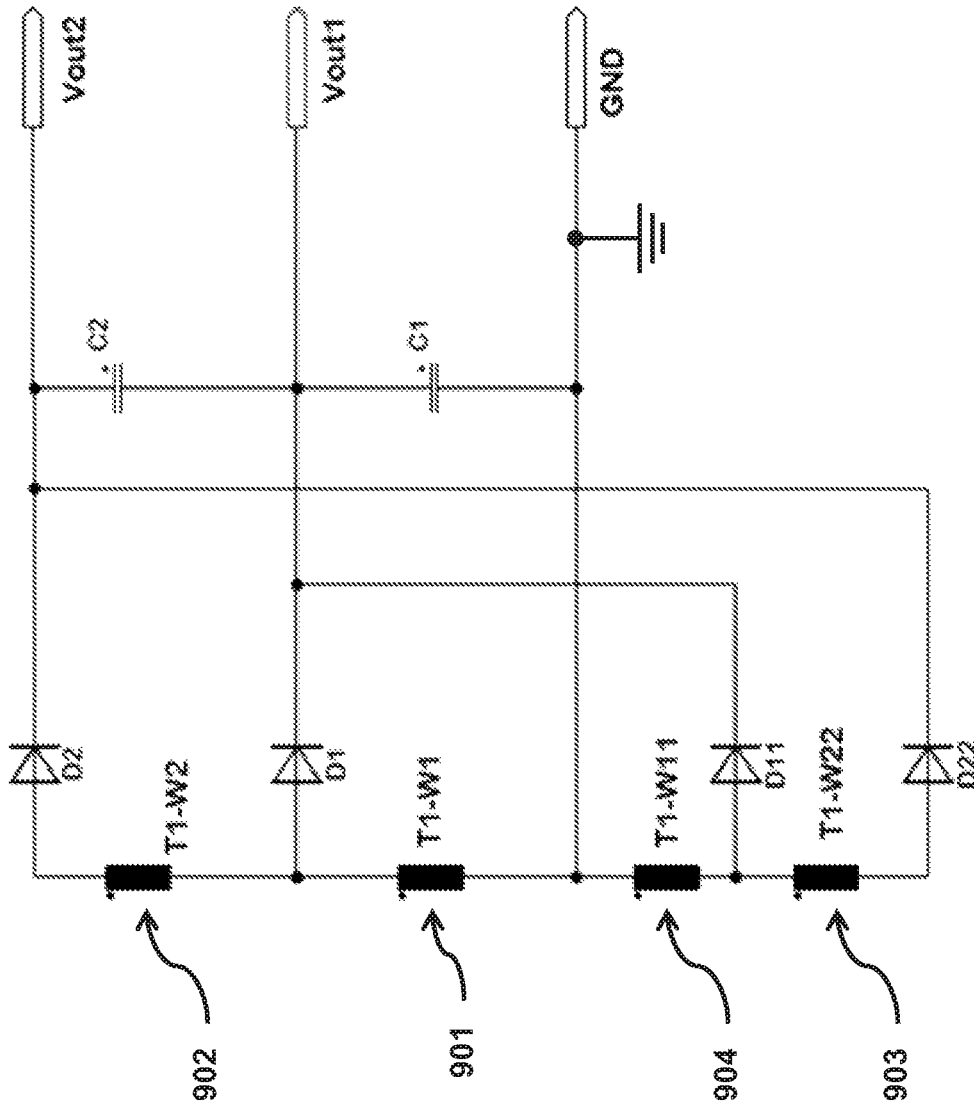 Vout2
Vout1
GND
C2
C1
D2
D1
D11
D22
T1-W2
T1-W1
T1-W11
T1-W22
902
901
904
903